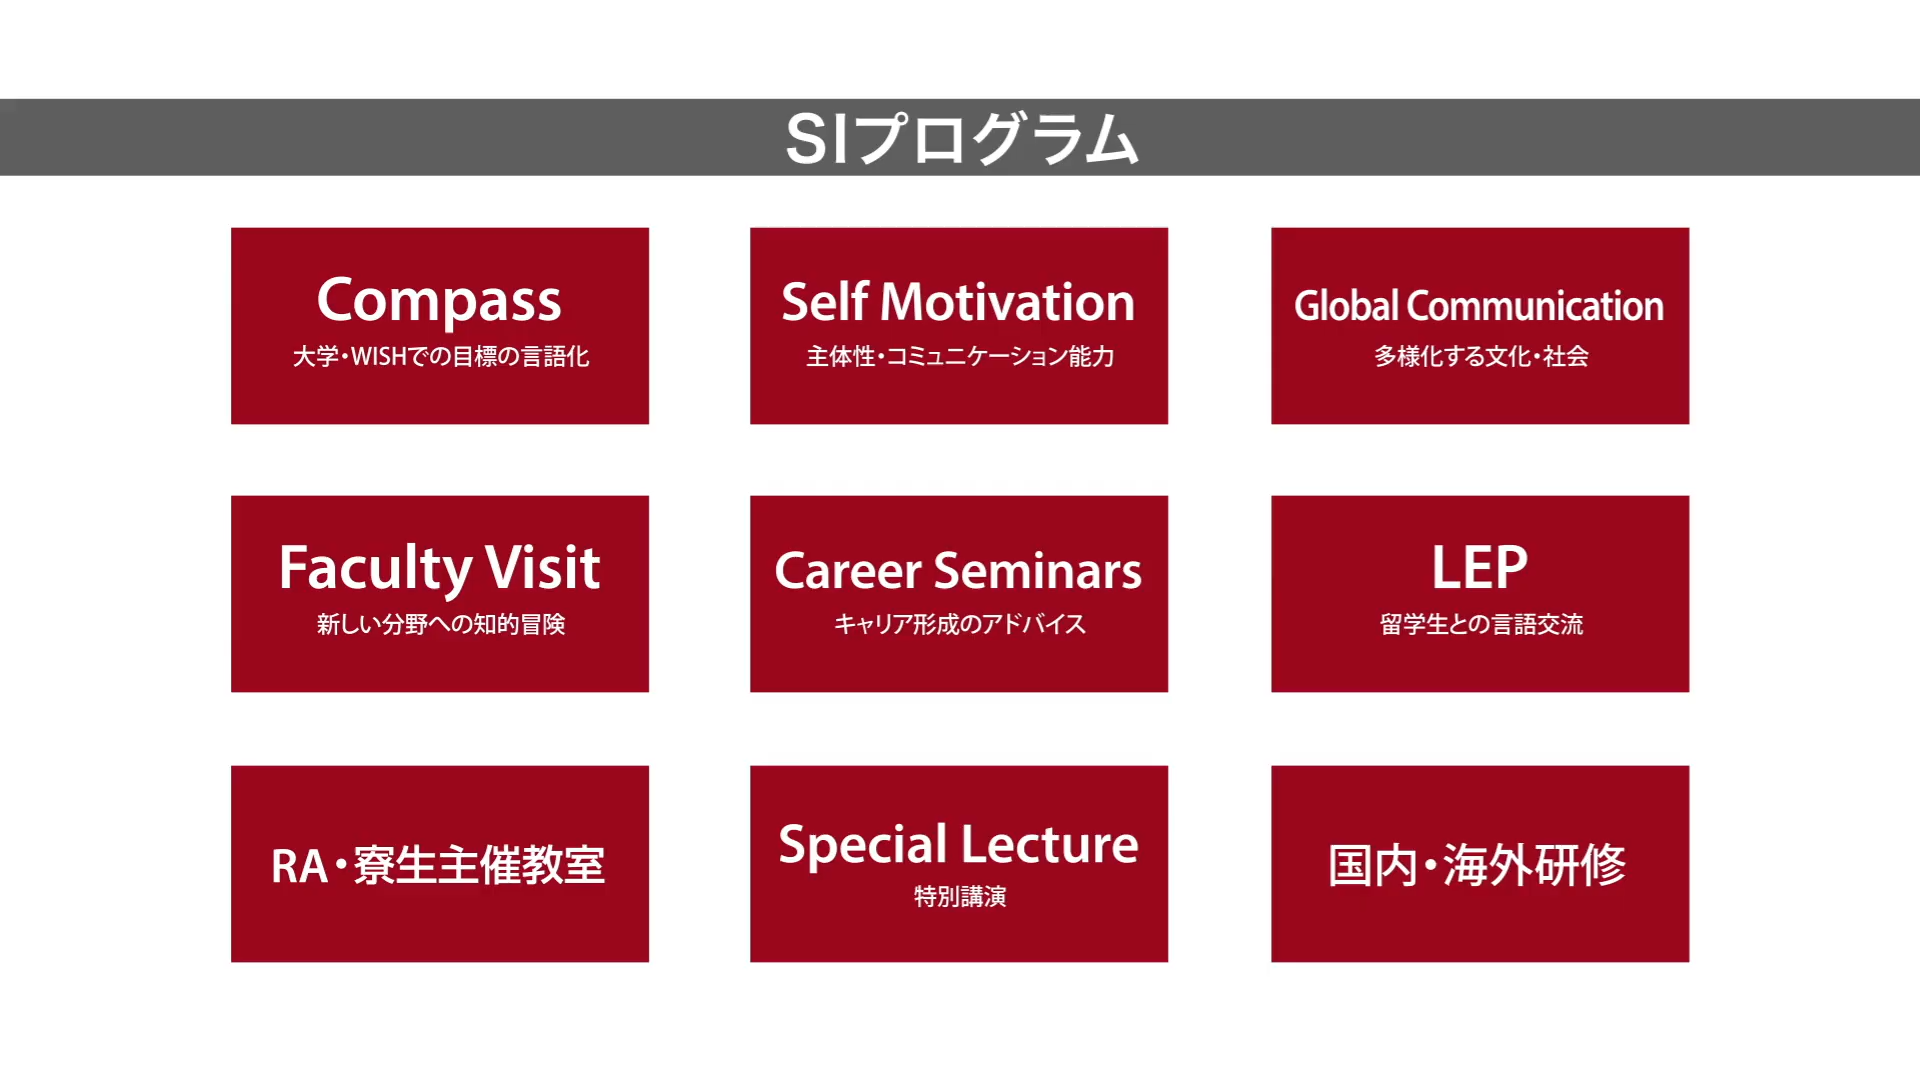 SIプログラム
Compass
大学・WISHでの目標の言語化
Self Motivation
主体性・コミュニケーション能力
Global Communication
多様化する文化・社会
Faculty Visit
新しい分野への知的冒険
Career Seminars
キャリア形成のアドバイス
LEP
留学生との言語交流
RA・寮生主催教室
Special Lecture
特別講演
国内・海外研修